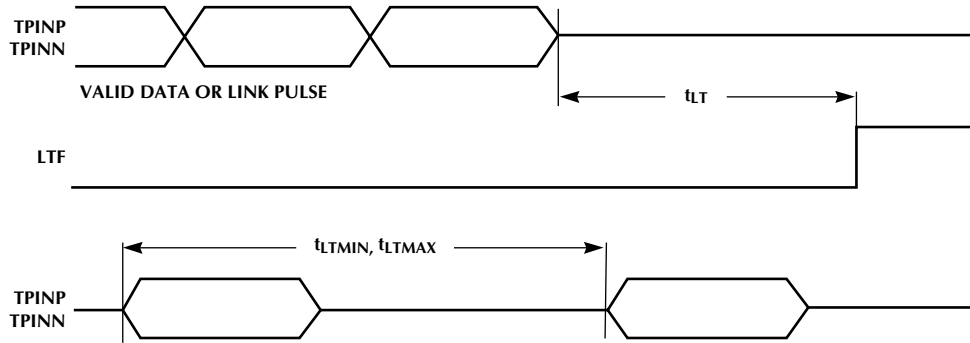 TPINP
TPINN
VALID DATA OR LINK PULSE
tLT
LTF
tLTMIN, tLTMAX
TPINP
TPINN